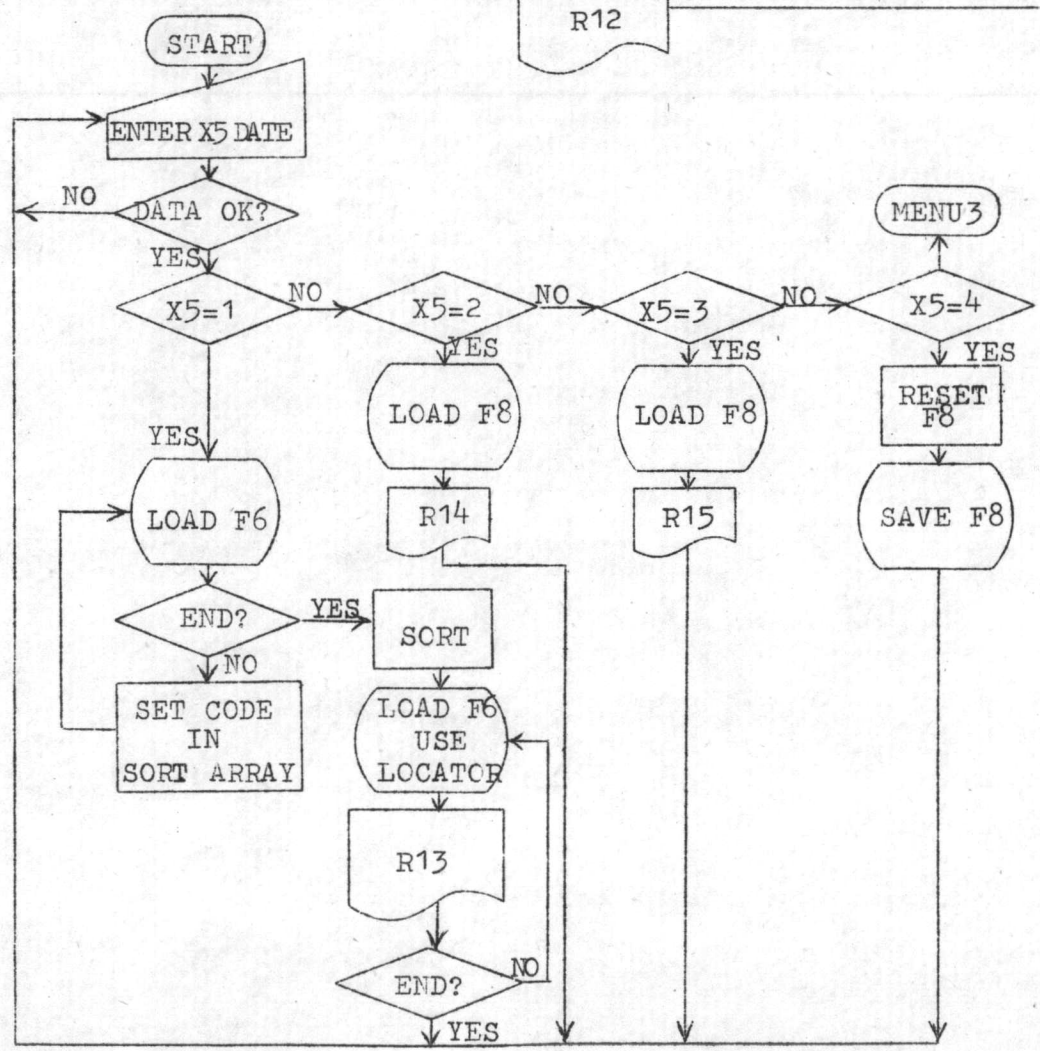 R12
START
ENTER X5 DATE
NO
DATA OK?
MENU3
YES
X5=1
NO
X5=2
NO
X5=3
NO
X5=4
YES
YES
YES
LOAD F8
LOAD F8
RESET
F8
YES
LOAD F6
R14
R15
SAVE F8
END?
YES
SORT
NO
SET CODE
IN
SORT ARRAY
LOAD F6
USE
LOCATOR
R13
END?
NO
YES